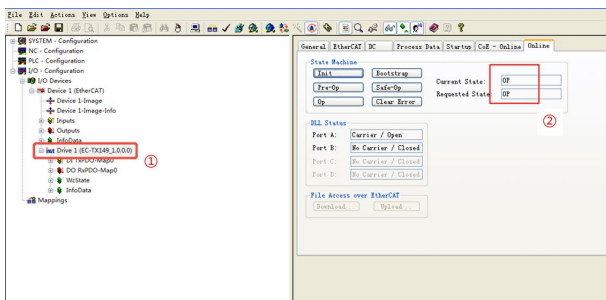 File Edit Actions View Options Help
SYSTEM - Configuration
NC - Configuration
PLC - Configuration
I/O - Configuration
I/O Devices
Device 1 (EtherCAT)
Device 1-Image
Device 1-Image-Info
Inputs
Outputs
InfoData
Drive 1 (EC-TX149_1.0.0.0)
①
DI TxPDO-Map0
DO RxPDO-Map0
WcState
InfoData
Mappings
General EtherCAT DC Process Data Startup CoE - Online Online
State Machine
Init Bootstrap
Pre-Op Safe-Op Current State: OP
Op Clear Error Requested State OP
②
DLL Status
Port A: Carrier / Open
Port B: No Carrier / Closed
Port C: No Carrier / Closed
Port D: No Carrier / Closed
File Access over EtherCAT
Download... Upload...